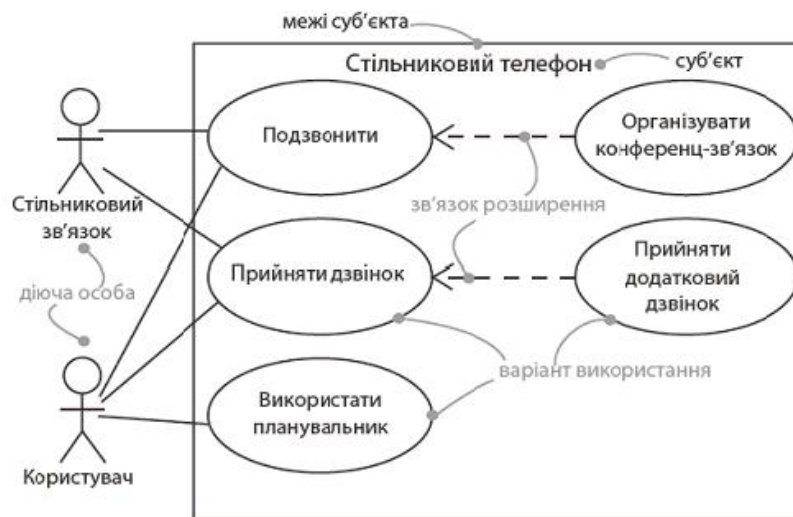 межі суб’єкта
Стільниковий телефон
суб’єкт
Подзвонити
Організувати
конференц-зв’язок
Стільниковий
зв’язок
зв’язок розширення
Прийняти дзвінок
Прийняти
додатковий
дзвінок
діюча особа
варіант використання
Використати
планувальник
Користувач